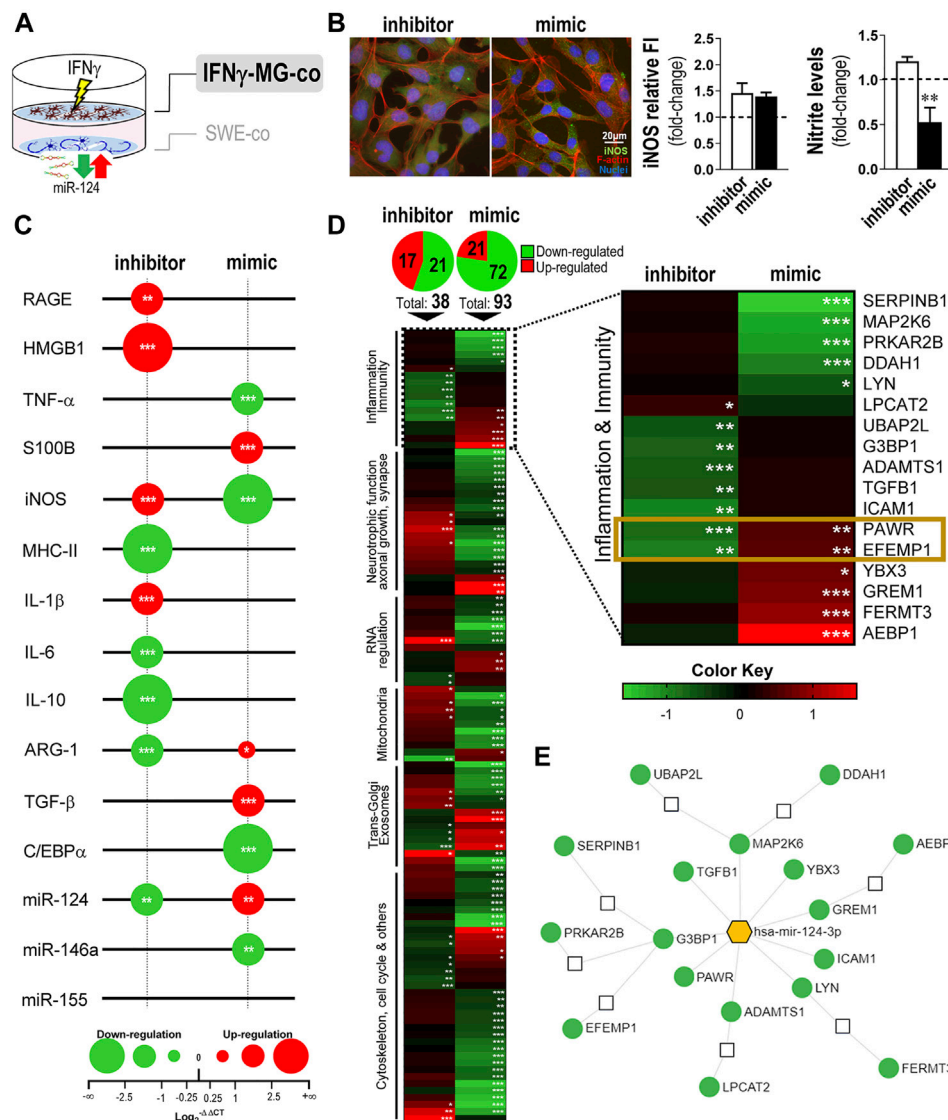 A
IFNγ
IFNγ-MG-co
SWE-co
miR-124
B
inhibitor
mimic
20μm
iNOS
F-actin
Nuclei
iNOS relative FI
(fold-change)
2.0
1.5
1.0
0.5
0.0
inhibitor
mimic
Nitrite levels
(fold-change)
1.5
1.0
0.5
0.0
**
inhibitor
mimic
C
inhibitor
mimic
RAGE
**
HMGB1
***
TNF-α
***
S100B
***
iNOS
*** ***
MHC-II
***
IL-1β
***
IL-6
***
IL-10
***
ARG-1
*** *
TGF-β
***
C/EBPα
***
miR-124
** **
miR-146a
**
miR-155
Down-regulation
Up-regulation
0
-∞ -2.5 -1 -0.25 0.25 1 2.5 +∞
Log2 -ΔΔCT
D
inhibitor
mimic
17 21
21 72
Down-regulated
Up-regulated
Total: 38
Total: 93
Inflammation
Immunity
Neurotrophic function
axonal growth, synapse
RNA
regulation
Mitochondria
Trans-Golgi
Exosomes
Cytoskeleton, cell cycle & others
inhibitor
mimic
Inflammation & Immunity
*** SERPINB1
*** MAP2K6
*** PRKAR2B
*** DDAH1
* LYN
* LPCAT2
** UBAP2L
** G3BP1
*** ADAMTS1
** TGFB1
** ICAM1
*** ** PAWR
** ** EFEMP1
* YBX3
*** GREM1
*** FERMT3
*** AEBP1
Color Key
-1 0 1
E
UBAP2L
DDAH1
SERPINB1
MAP2K6
AEBP
TGFB1
YBX3
GREM1
PRKAR2B
G3BP1
hsa-mir-124-3p
ICAM1
PAWR
LYN
EFEMP1
ADAMTS1
FERMT3
LPCAT2